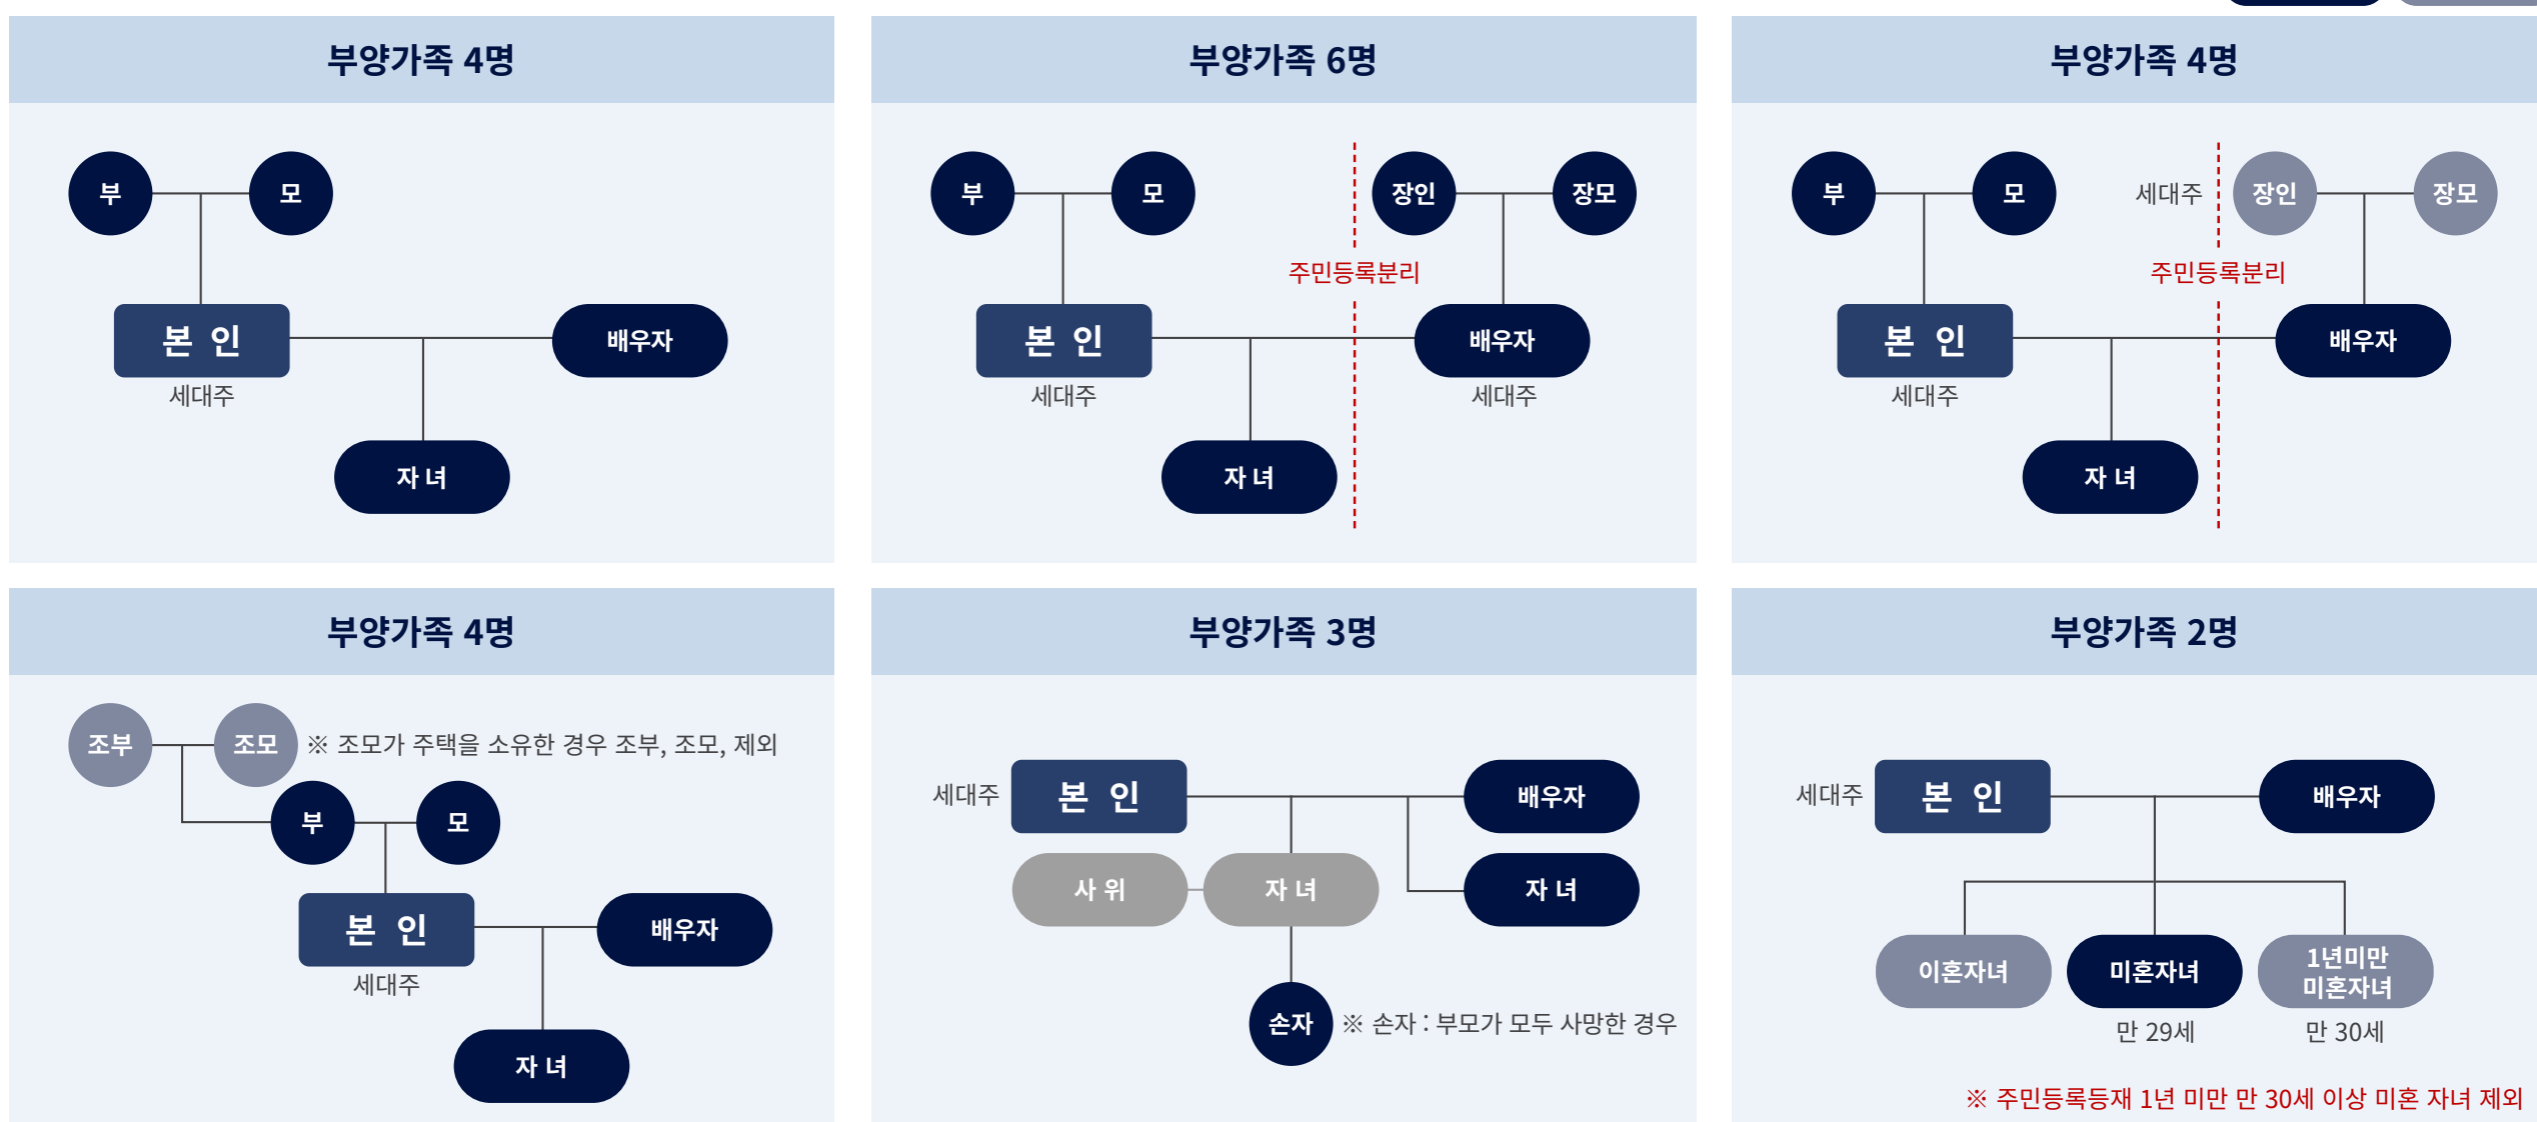 부양가족 4명
부 모
본 인
배우자
세대주
자 녀
부양가족 6명
부 모 장인 장모
주민등록분리
본 인
배우자
세대주 세대주
자 녀
부양가족 4명
부 모 세대주 장인 장모
주민등록분리
본 인
배우자
세대주
자 녀
부양가족 4명
조부 조모 ※ 조모가 주택을 소유한 경우 조부, 조모, 제외
부 모
본 인
배우자
세대주
자 녀
부양가족 3명
세대주 본 인 배우자
사 위 자 녀 자 녀
손자 ※ 손자 : 부모가 모두 사망한 경우
부양가족 2명
세대주 본 인 배우자
이혼자녀
미혼자녀
1년미만
미혼자녀
만 29세 만 30세
※ 주민등록등재 1년 미만 만 30세 이상 미혼 자녀 제외